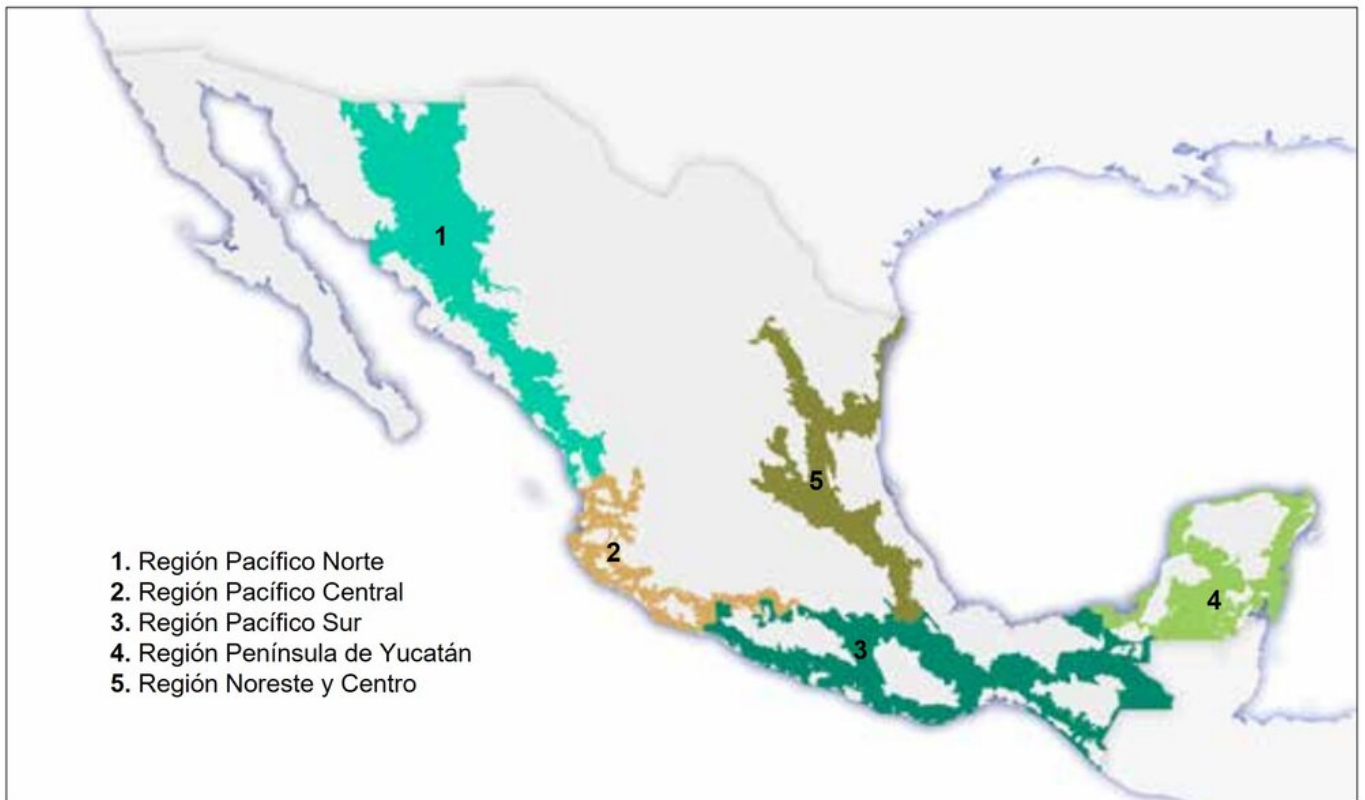 1
5
2
4
3
1. Región Pacífico Norte
2. Región Pacífico Central
3. Región Pacífico Sur
4. Región Península de Yucatán
5. Región Noreste y Centro